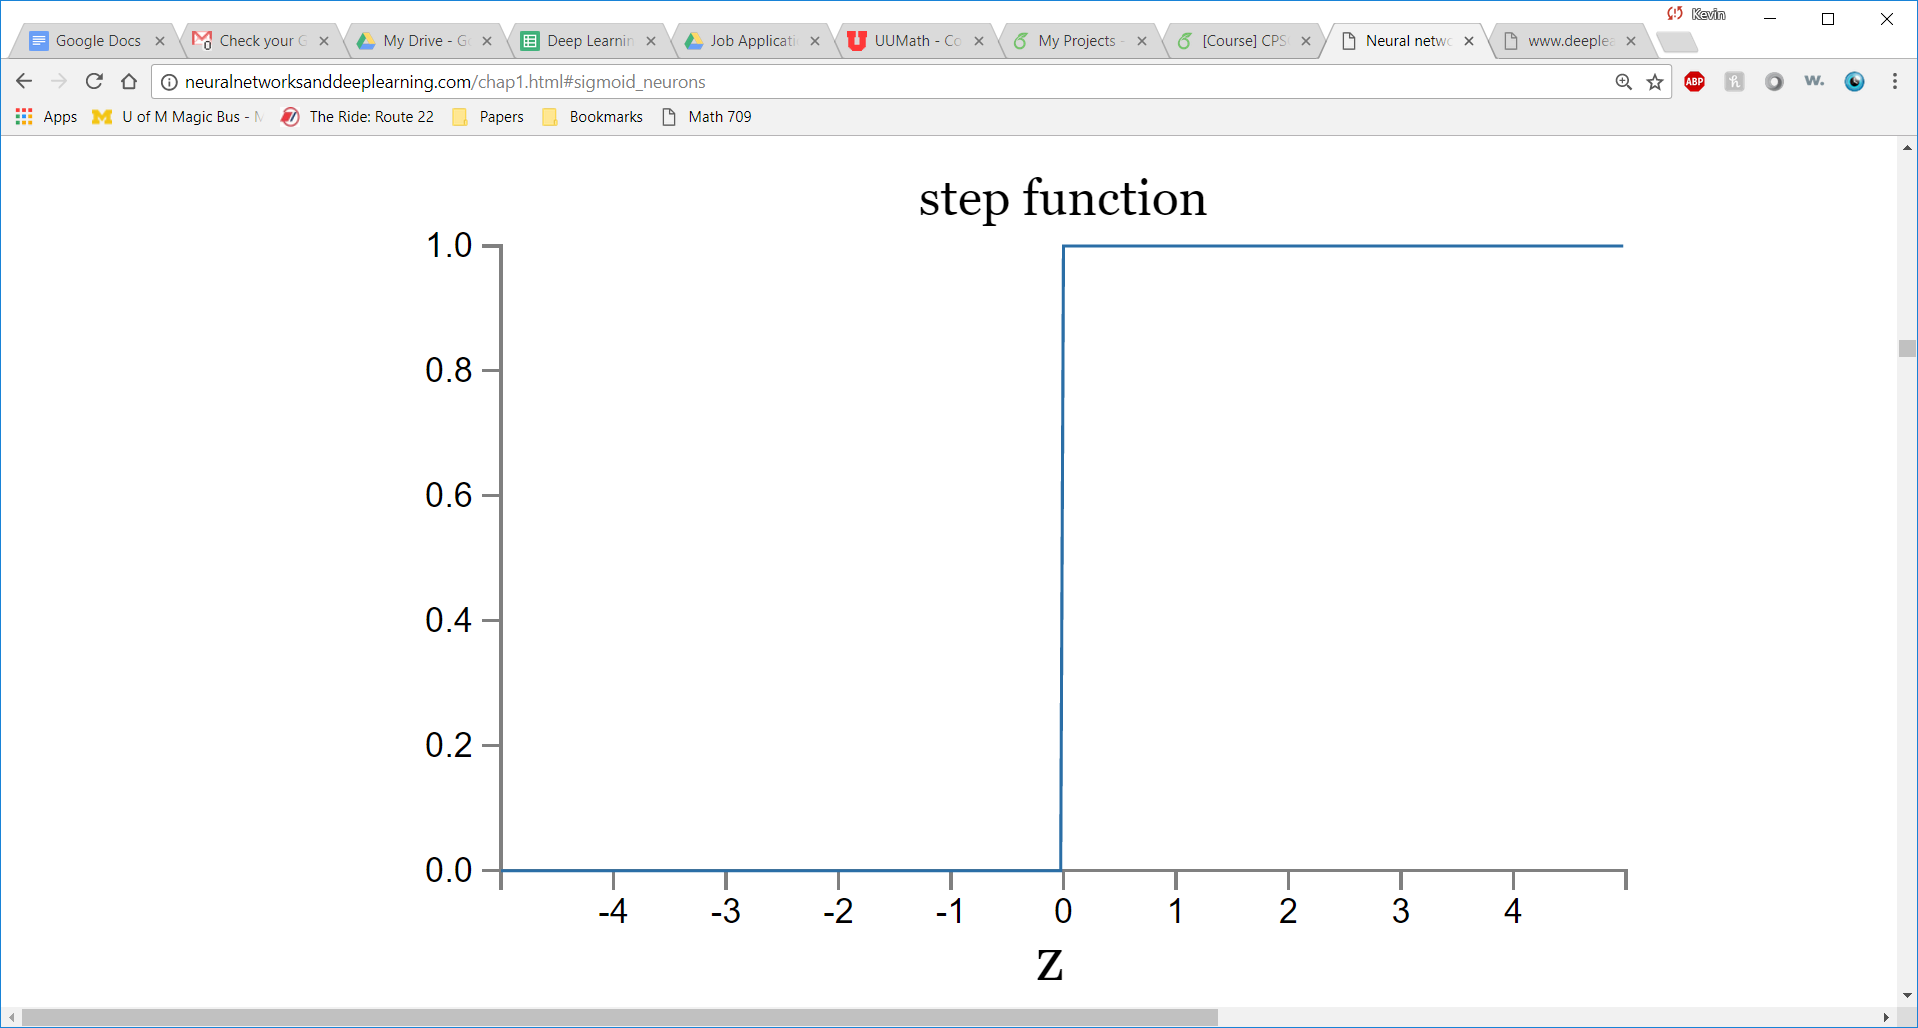 Kevin
Google Docs
Check your G
My Drive - Go
Deep Learnin
Job Applicati
UUMath - Co
My Projects -
[Course] CPS
Neural netwo
www.deeplea
neuralnetworksanddeeplearning.com/chap1.html#sigmoid_neurons
ABP
w.
Apps
U of M Magic Bus - M
The Ride: Route 22
Papers
Bookmarks
Math 709
step function
1.0
0.8
0.6
0.4
0.2
0.0
-4 -3 -2 -1 0 1 2 3 4
z